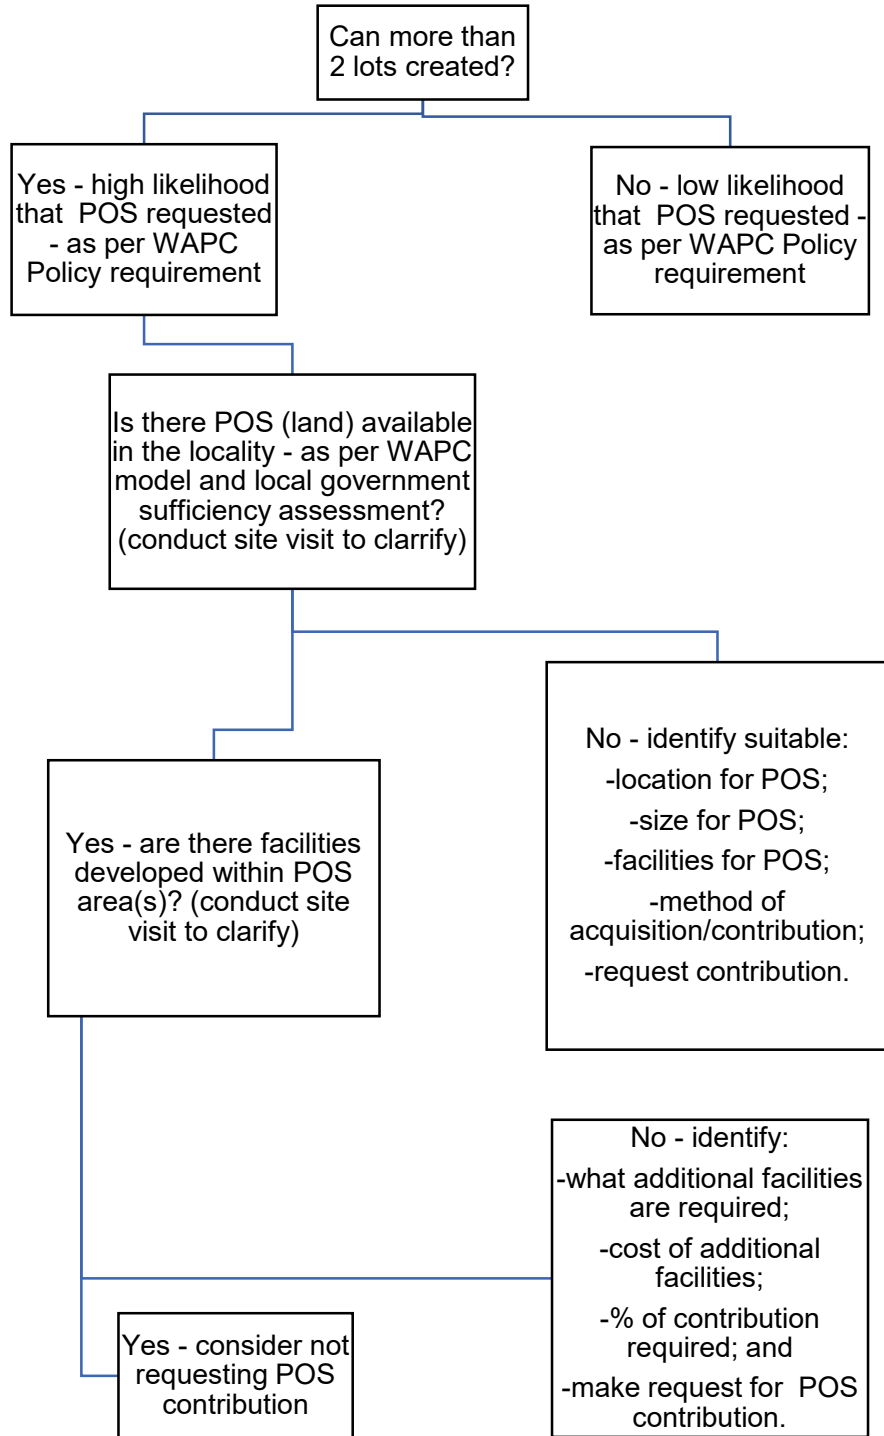 Can more than
2 lots created?
Yes - high likelihood
that POS requested
- as per WAPC
Policy requirement
No - low likelihood
that POS requested -
as per WAPC Policy
requirement
Is there POS (land) available
in the locality - as per WAPC
model and local government
sufficiency assessment?
(conduct site visit to clarrify)
Yes - are there facilities
developed within POS
area(s)? (conduct site
visit to clarify)
No - identify suitable:
-location for POS;
-size for POS;
-facilities for POS;
-method of
acquisition/contribution;
-request contribution.
No - identify:
-what additional facilities
are required;
-cost of additional
facilities;
-% of contribution
required; and
-make request for POS
contribution.
Yes - consider not
requesting POS
contribution